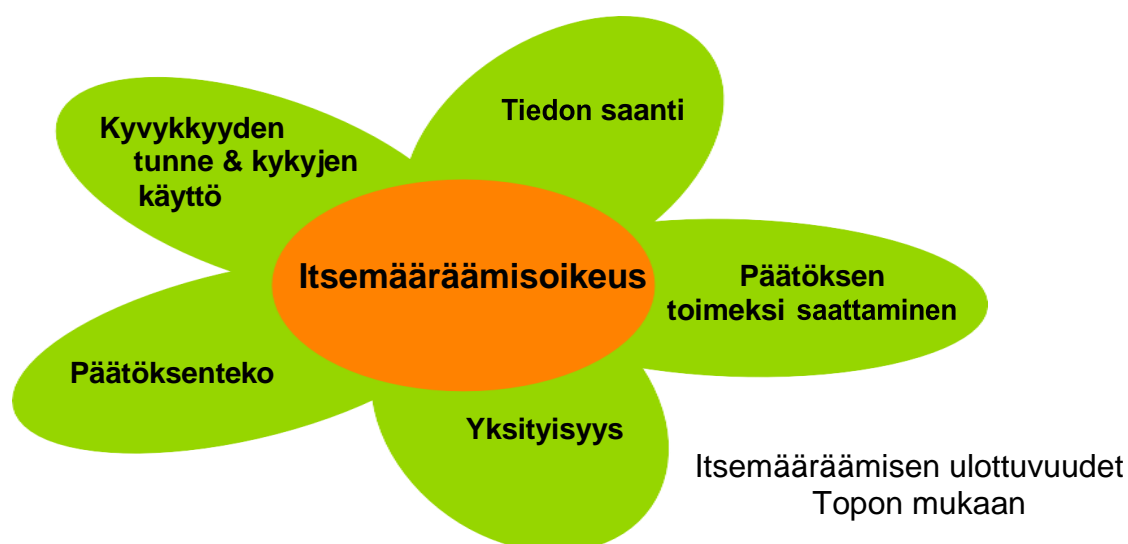 Tiedon saanti
Kyvykkyyden
tunne & kykyjen
käyttö
Itsemääräämisoikeus
Päätöksen
toimeksi saattaminen
Päätöksenteko
Yksityisyys
Itsemääräämisen ulottuvuudet
Topon mukaan